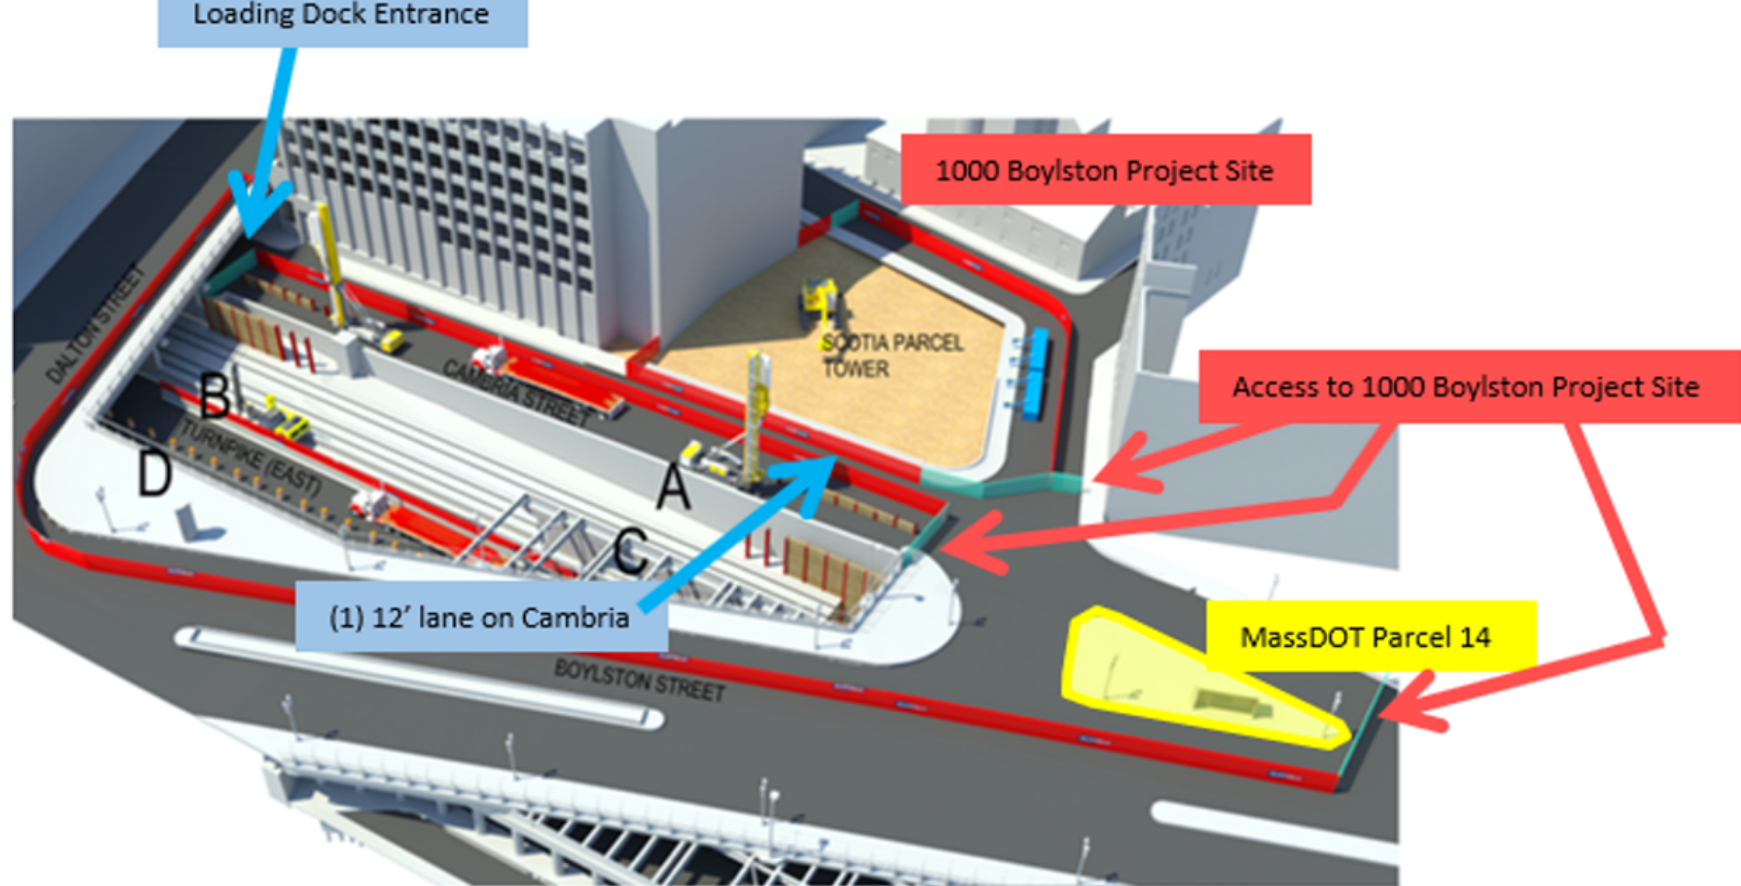 Loading Dock Entrance
1000 Boylston Project Site
DALTON STREET
SCOTIA PARCEL
TOWER
CAMBRIA STREET
Access to 1000 Boylston Project Site
B
TURNPIKE (EAST)
D
A
C
(1) 12’ lane on Cambria
MassDOT Parcel 14
BOYLSTON STREET